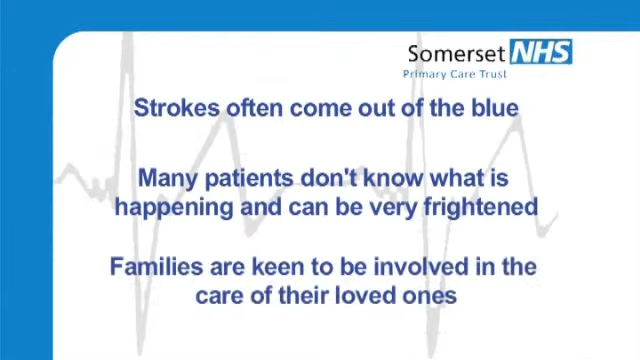 Somerset NHS
Primary Care Trust
Strokes often come out of the blue
Many patients don't know what is
happening and can be very frightened
Families are keen to be involved in the
care of their loved ones